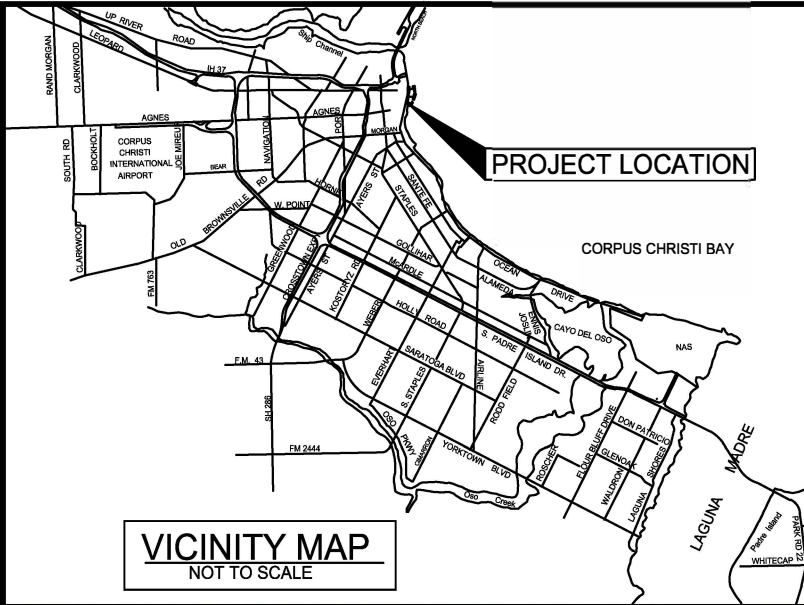 UP RIVER
ROAD
LEOPARD
Ship Channel
NORTH BEACH
RAND MORGAN
CLARKWOOD
IH 37
AGNES
AGNES
PORT
MORGAN
NAVIGATION
SOUTH RD
BOCKHOLT
CORPUS
CHRISTI
INTERNATIONAL
AIRPORT
JOE MIREUR
BEAR
PROJECT LOCATION
OLD
BROWNSVILLE
RD
HORNE
W. POINT
AYERS ST
STAPLES
SANTE FE
CLARKWOOD
FM 763
GREENWOOD
CROSSTOWN EXPY
AYERS ST
KOSTORYZ RD
GOLLIHAR
McARDLE
WEBER
HOLLY
ROAD
OCEAN
DRIVE
ALAMEDA
CORPUS CHRISTI BAY
ENNIS
JOSLIN
CAYO DEL OSO
NAS
S. PADRE
ISLAND DR.
F.M. 43
SH 286
FM 2444
EVERHART
SARATOGA BLVD
S. STAPLES
AIRLINE
RODD FIELD
OSO
PKWY
CIMARRON
YORKTOWN
BLVD
Oso
Creek
ROSCHER
FLOUR BLUFF DRIVE
DON PATRICIO
GLENOAK
WALDRON
LAGUNA
SHORES
LAGUNA
MADRE
Padre Island
PARK RD 22
WHITECAP
VICINITY MAP
NOT TO SCALE